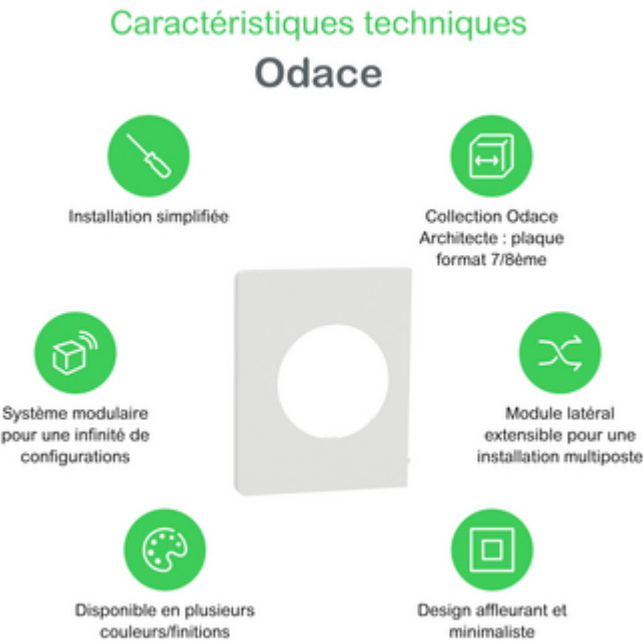 Caractéristiques techniques
Odace
Installation simplifiée
Collection Odace
Architecte : plaque
format 7/8ème
Système modulaire
pour une infinité de
configurations
Module latéral
extensible pour une
installation multiposte
Disponible en plusieurs
couleurs/finitions
Design affleurant et
minimaliste